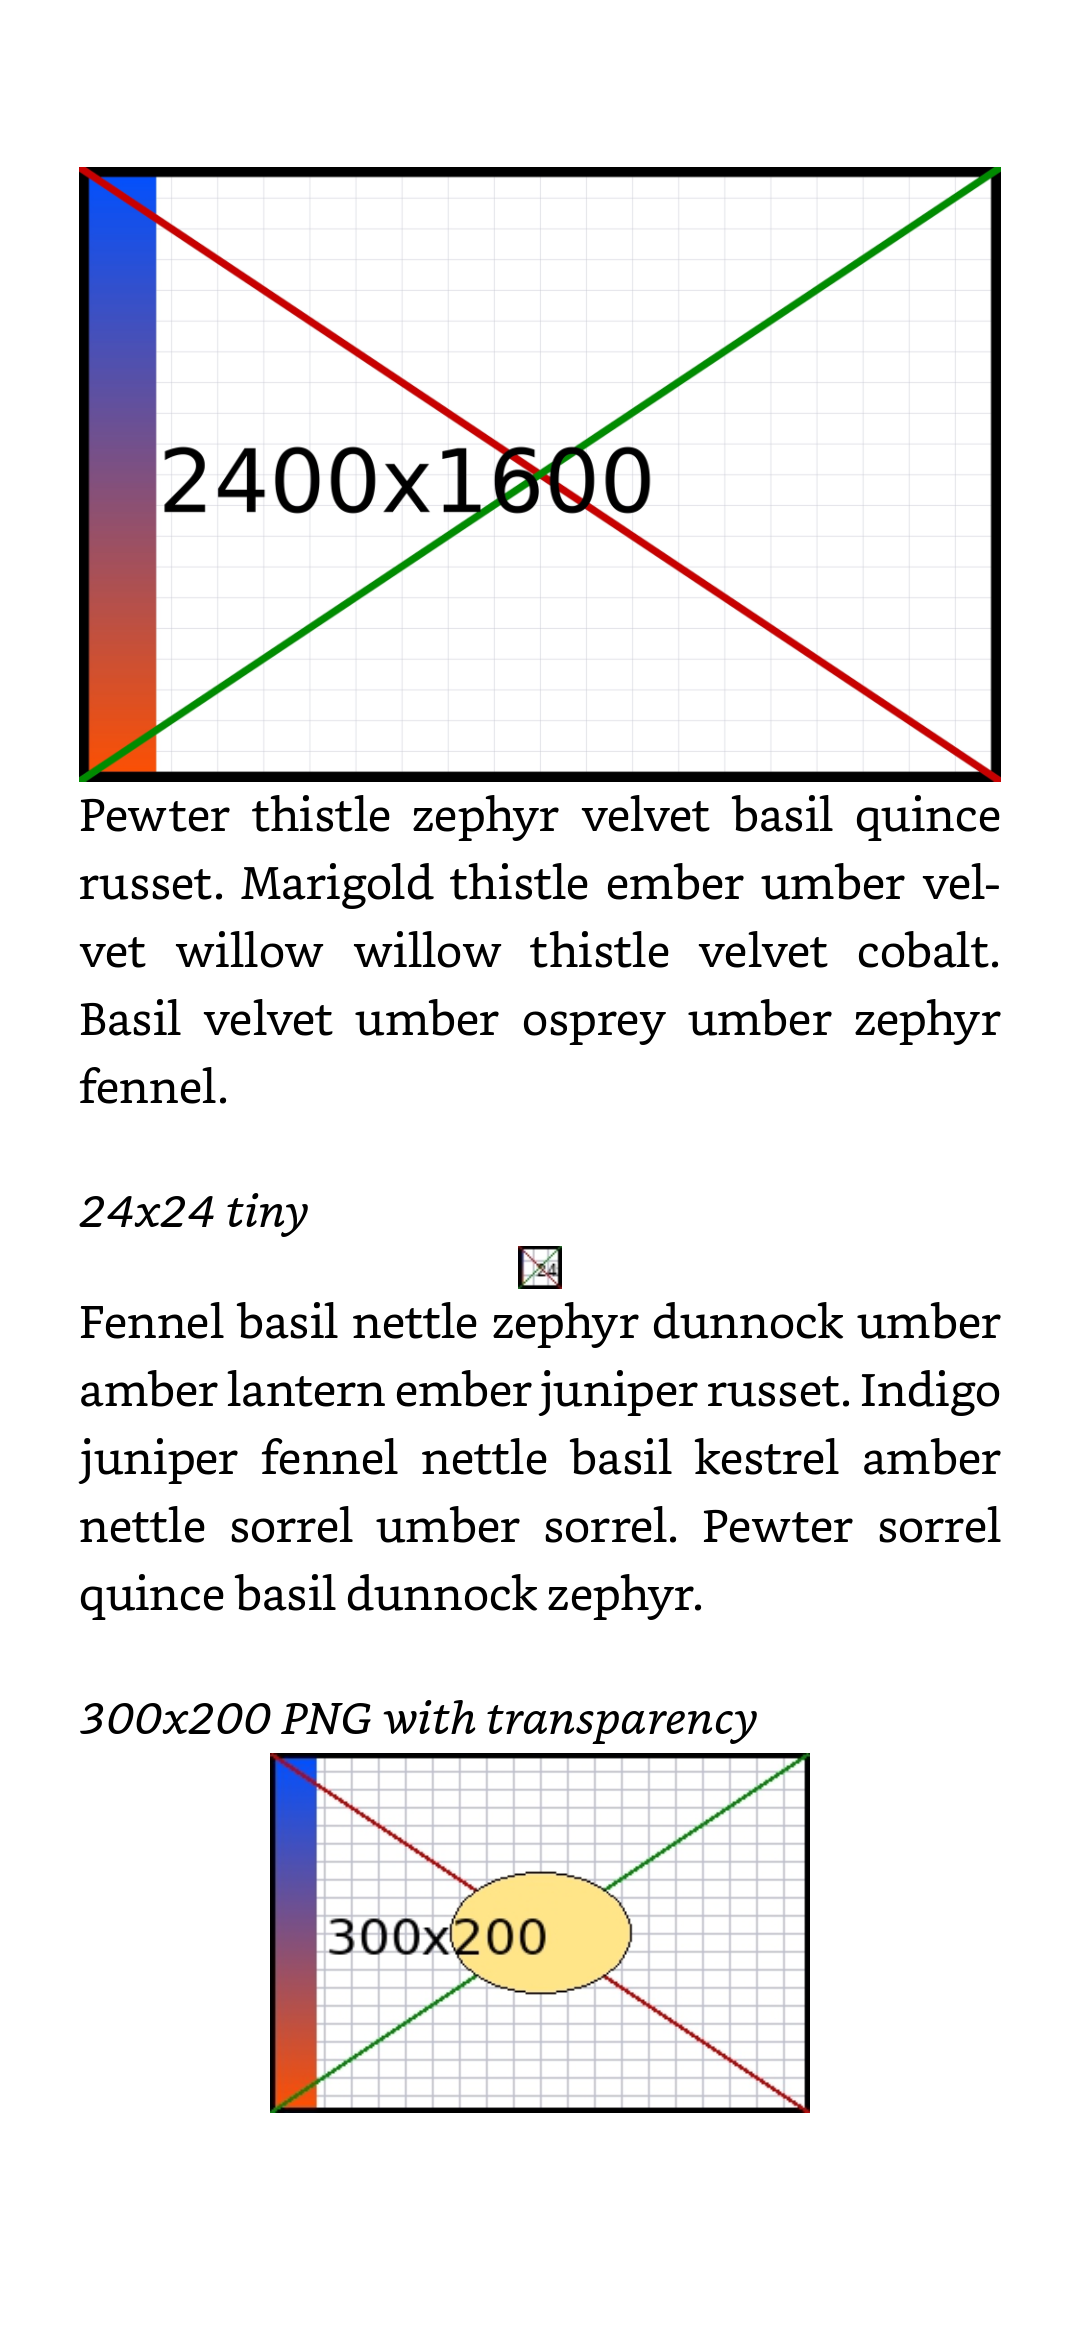 2400x1600
Pewter thistle zephyr velvet basil quince
russet. Marigold thistle ember umber vel-
vet willow willow thistle velvet cobalt.
Basil velvet umber osprey umber zephyr
fennel.
24x24 tiny
24
Fennel basil nettle zephyr dunnock umber
amber lantern ember juniper russet. Indigo
juniper fennel nettle basil kestrel amber
nettle sorrel umber sorrel. Pewter sorrel
quince basil dunnock zephyr.
300x200 PNG with transparency
300x200